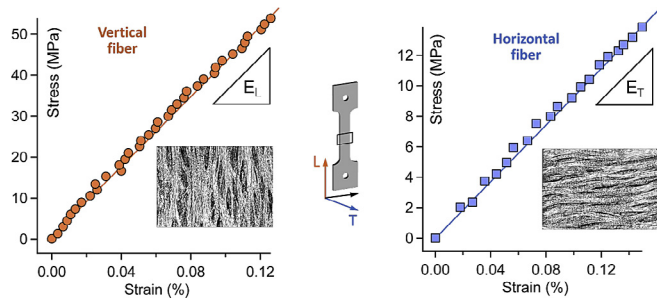 Vertical
fiber
Stress (MPa)
50
40
30
20
10
0
E_L
0.00
0.04
0.08
0.12
Strain (%)
L
T
Horizontal
fiber
Stress (MPa)
12
10
8
6
4
2
0
E_T
0.00
0.04
0.08
0.12
Strain (%)